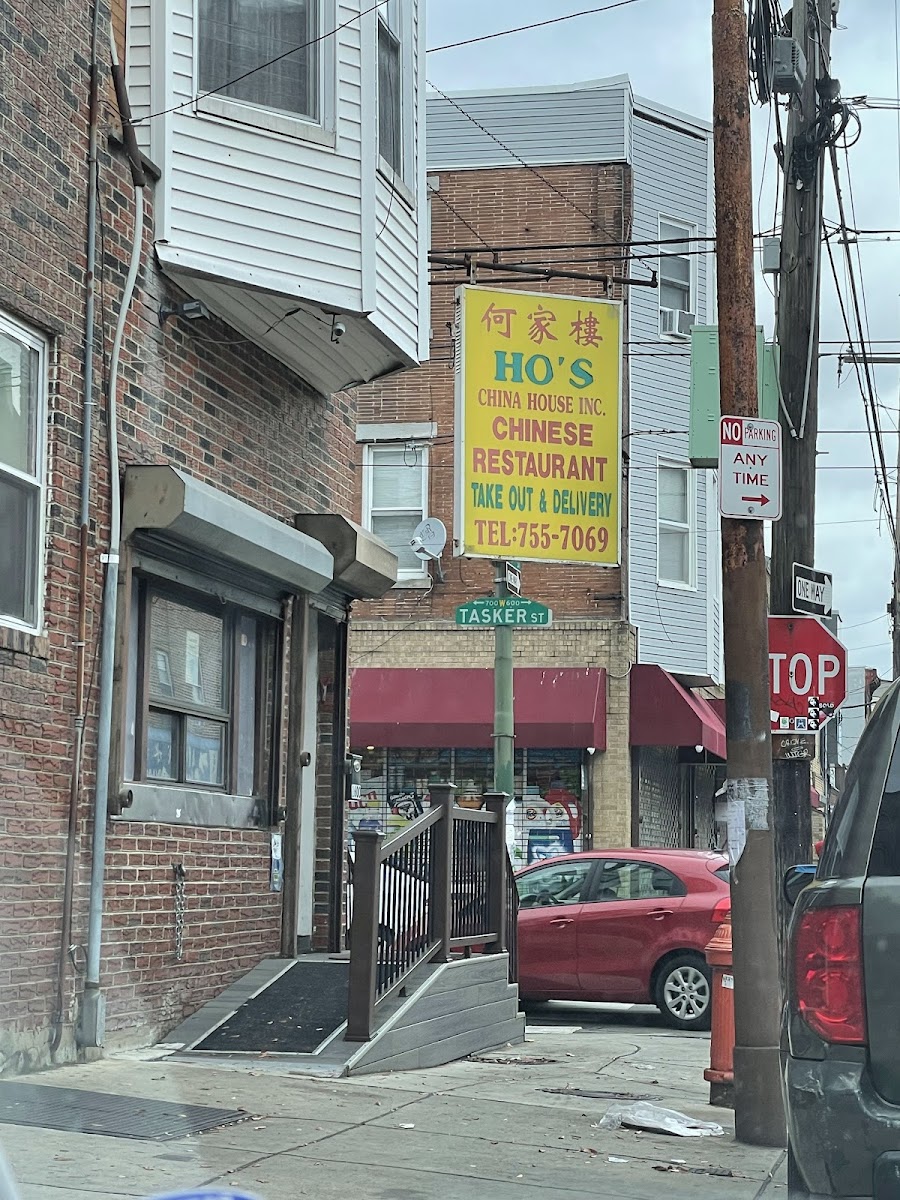 何家樓
HO'S
CHINA HOUSE INC.
CHINESE
RESTAURANT
TAKE OUT & DELIVERY
TEL:755-7069
700 W 600
TASKER ST
NO PARKING
ANY
TIME
ONE WAY
TOP